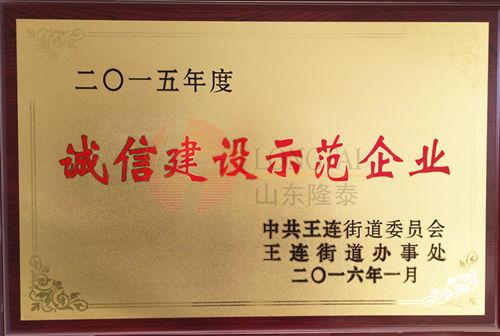 二〇一五年度
诚信建设示范企业
LONGTAI
山东隆泰
中共王连街道委员会
王连街道办事处
二〇一六年一月